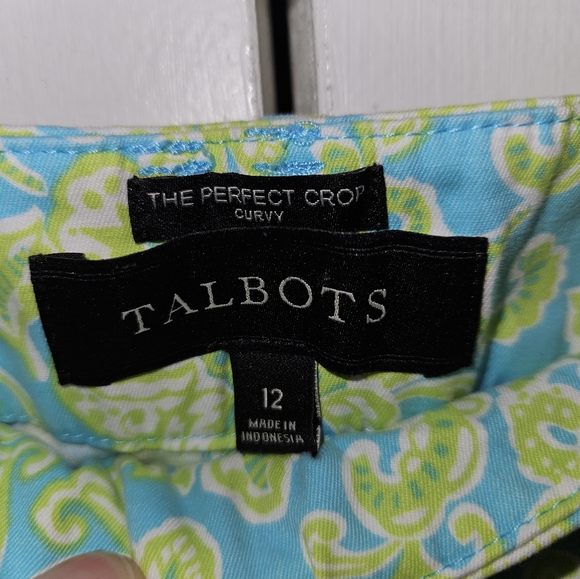 THE PERFECT CROP
CURVY
TALBOTS
12
MADE IN
INDONESIA